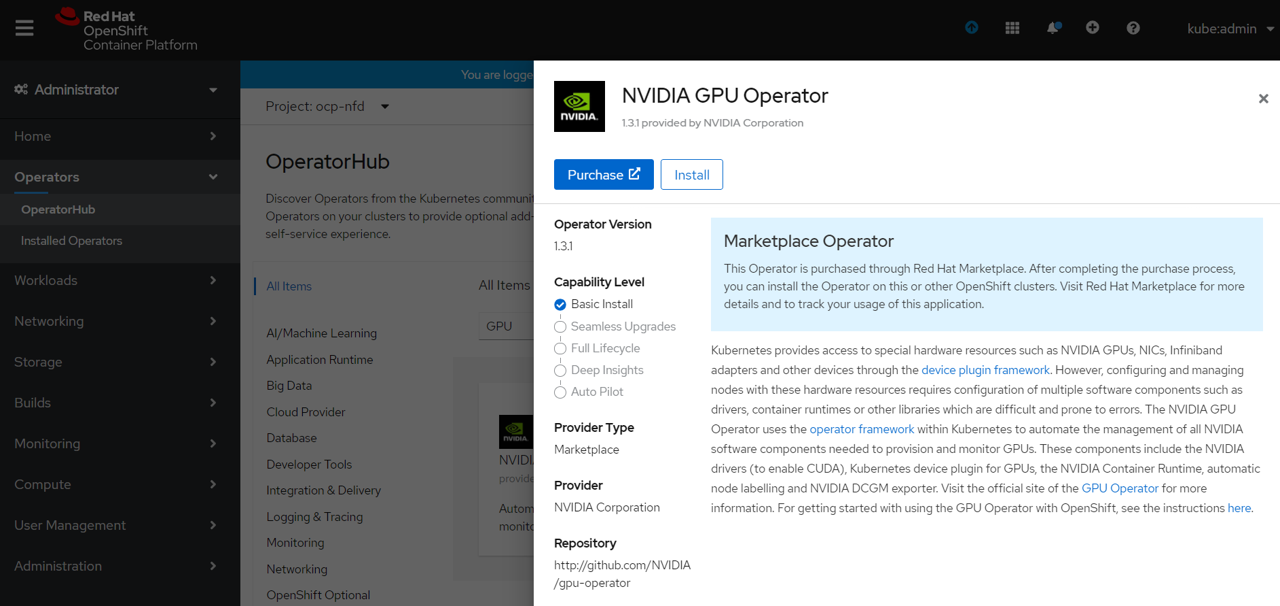 Red Hat
OpenShift
Container Platform
kube:admin
Administrator
Home
Operators
OperatorHub
Installed Operators
Workloads
Networking
Storage
Builds
Monitoring
Compute
User Management
Administration
You are logge
Project: ocp-nfd
OperatorHub
Discover Operators from the Kubernetes communi
Operators on your clusters to provide optional add-
self-service experience.
All Items
AI/Machine Learning
Application Runtime
Big Data
Cloud Provider
Database
Developer Tools
Integration & Delivery
Logging & Tracing
Monitoring
Networking
OpenShift Optional
All Items
GPU
NVIDIA.
NVIDI
provide
Autom
monito
NVIDIA.
NVIDIA GPU Operator
1.3.1 provided by NVIDIA Corporation
Purchase
Install
Operator Version
1.3.1
Capability Level
Basic Install
Seamless Upgrades
Full Lifecycle
Deep Insights
Auto Pilot
Provider Type
Marketplace
Provider
NVIDIA Corporation
Repository
http://github.com/NVIDIA
/gpu-operator
Marketplace Operator
This Operator is purchased through Red Hat Marketplace. After completing the purchase process,
you can install the Operator on this or other OpenShift clusters. Visit Red Hat Marketplace for more
details and to track your usage of this application.
Kubernetes provides access to special hardware resources such as NVIDIA GPUs, NICs, Infiniband
adapters and other devices through the device plugin framework. However, configuring and managing
nodes with these hardware resources requires configuration of multiple software components such as
drivers, container runtimes or other libraries which are difficult and prone to errors. The NVIDIA GPU
Operator uses the operator framework within Kubernetes to automate the management of all NVIDIA
software components needed to provision and monitor GPUs. These components include the NVIDIA
drivers (to enable CUDA), Kubernetes device plugin for GPUs, the NVIDIA Container Runtime, automatic
node labelling and NVIDIA DCGM exporter. Visit the official site of the GPU Operator for more
information. For getting started with using the GPU Operator with OpenShift, see the instructions here.